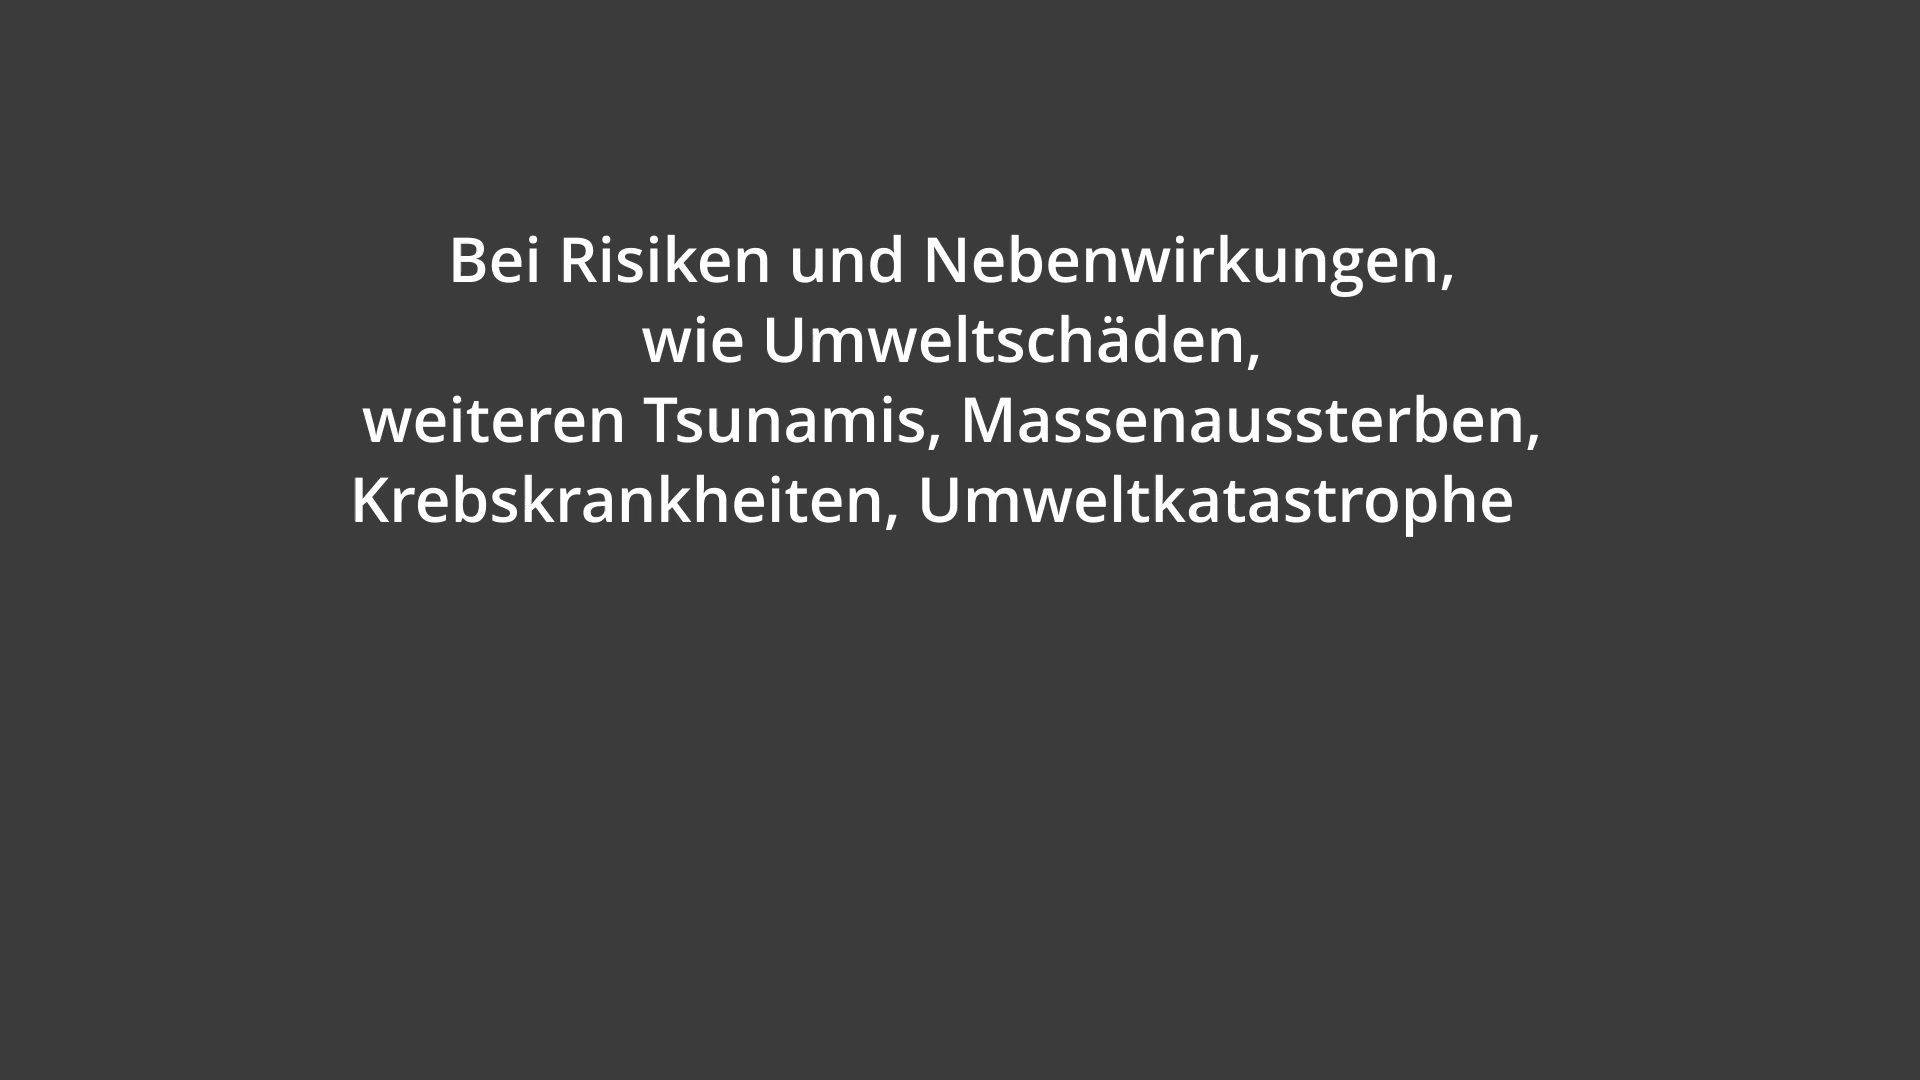 Bei Risiken und Nebenwirkungen,
wie Umweltschäden,
weiteren Tsunamis, Massenaussterben,
Krebskrankheiten, Umweltkatastrophe